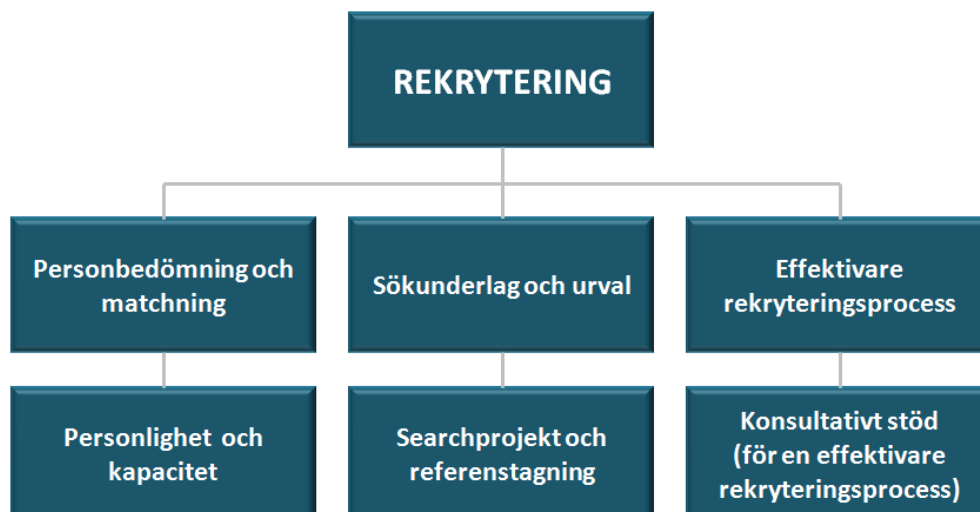 REKRYTERING
Personbedömning och
matchning
Sökunderlag och urval
Effektivare
rekryteringsprocess
Personlighet och
kapacitet
Searchprojekt och
referenstagning
Konsultativt stöd
(för en effektivare
rekryteringsprocess)